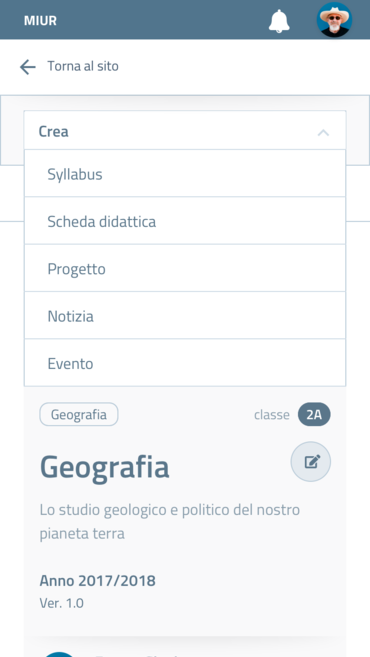 MIUR
Torna al sito
Crea
Syllabus
Scheda didattica
Progetto
Notizia
Evento
Geografia
classe 2A
Geografia
Lo studio geologico e politico del nostro
pianeta terra
Anno 2017/2018
Ver. 1.0